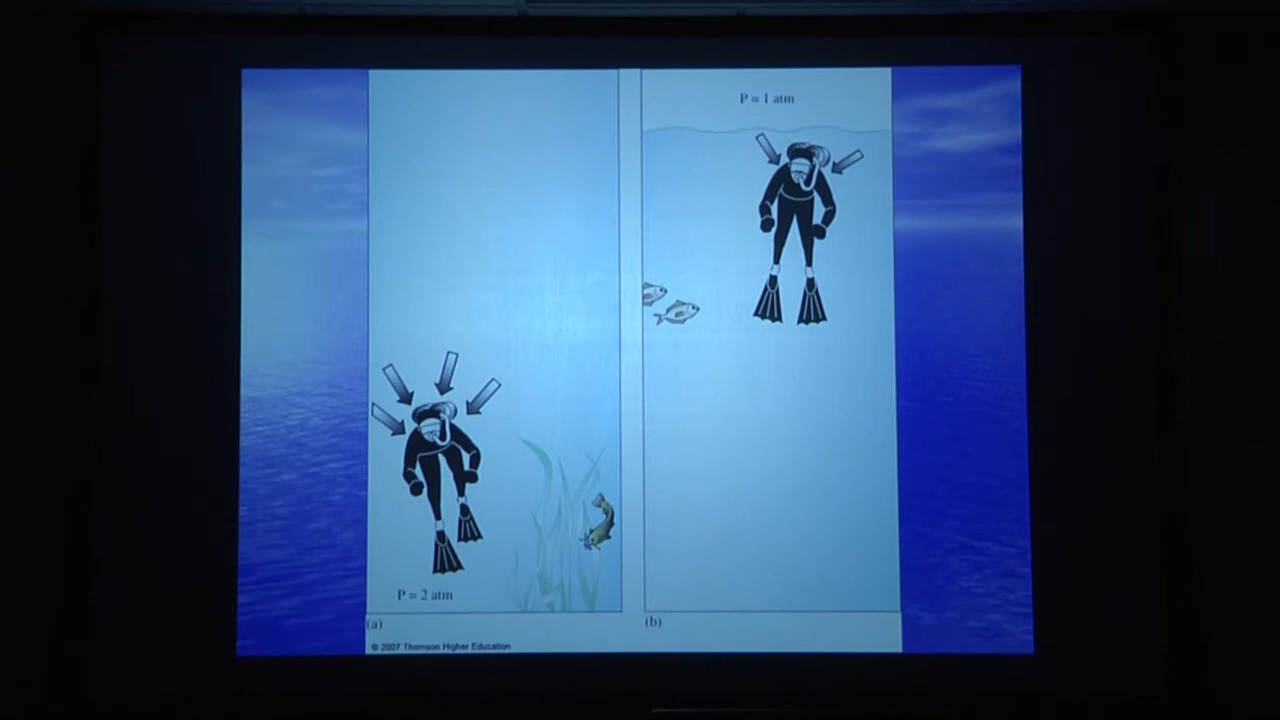 P = 1 atm
P = 2 atm
(a)
(b)
© 2007 Thomson Higher Education